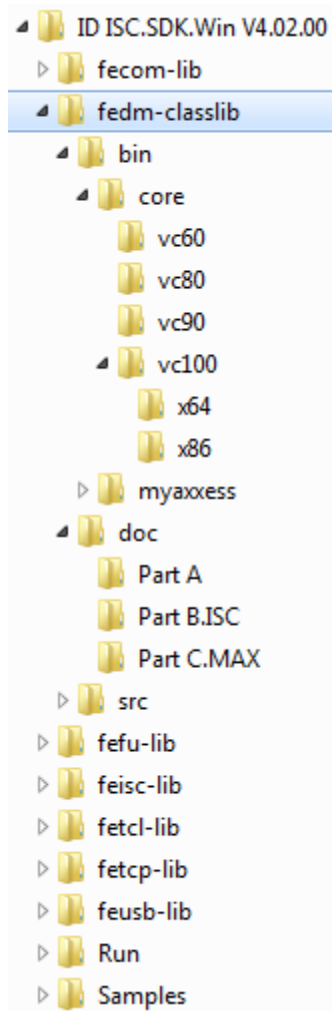 ID ISC.SDK.Win V4.02.00
fecom-lib
fedm-classlib
bin
core
vc60
vc80
vc90
vc100
x64
x86
myaxxess
doc
Part A
Part B.ISC
Part C.MAX
src
fefu-lib
feisc-lib
fetcl-lib
fetcp-lib
feusb-lib
Run
Samples